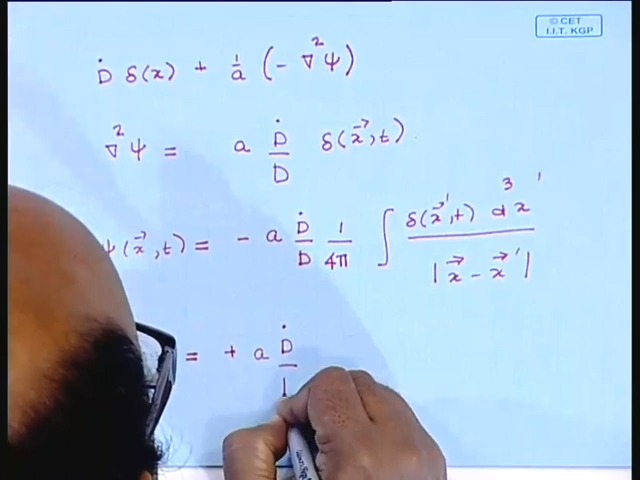 © CET
I.I.T. KGP
Ḋ δ(x) + 1/a (- ∇²ψ)
∇²ψ = a Ḋ/D δ(x⃗,t)
ψ(x⃗,t) = - a Ḋ/D 1/4π ∫ δ(x⃗',t) d³x' / |x⃗ - x⃗'|
= + a Ḋ